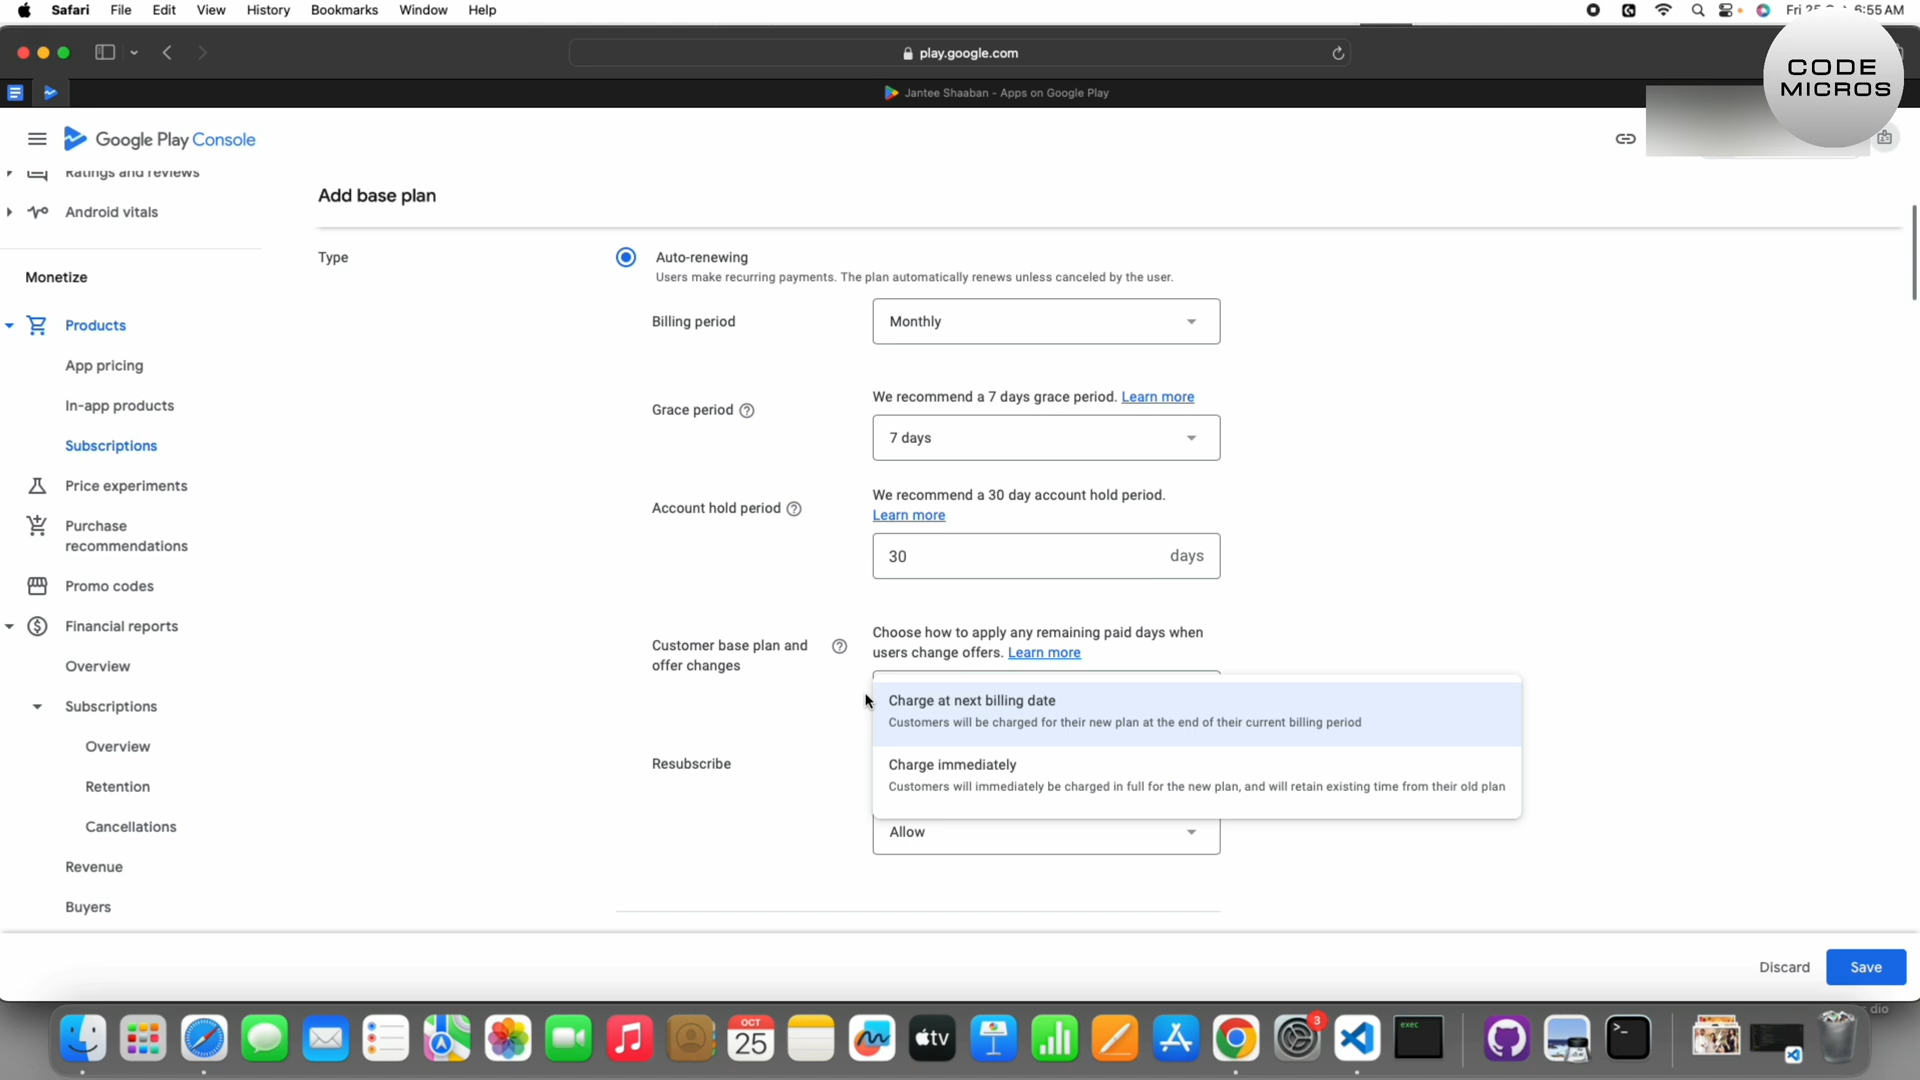 Safari File Edit View History Bookmarks Window Help
6:55 AM
play.google.com
CODE
MICROS
Jantee Shaaban - Apps on Google Play
Google Play Console
Ratings and reviews
Add base plan
Android vitals
Type
Auto-renewing
Users make recurring payments. The plan automatically renews unless canceled by the user.
Monetize
Billing period
Monthly
Products
App pricing
Grace period
We recommend a 7 days grace period. Learn more
7 days
In-app products
Subscriptions
Account hold period
We recommend a 30 day account hold period.
Learn more
30 days
Price experiments
Purchase
recommendations
Promo codes
Customer base plan and
offer changes
Choose how to apply any remaining paid days when
users change offers. Learn more
Financial reports
Overview
Charge at next billing date
Customers will be charged for their new plan at the end of their current billing period
Subscriptions
Overview
Resubscribe
Charge immediately
Customers will immediately be charged in full for the new plan, and will retain existing time from their old plan
Retention
Cancellations
Allow
Revenue
Buyers
Discard
Save
dio
OCT
25
tv
3
exec
>_